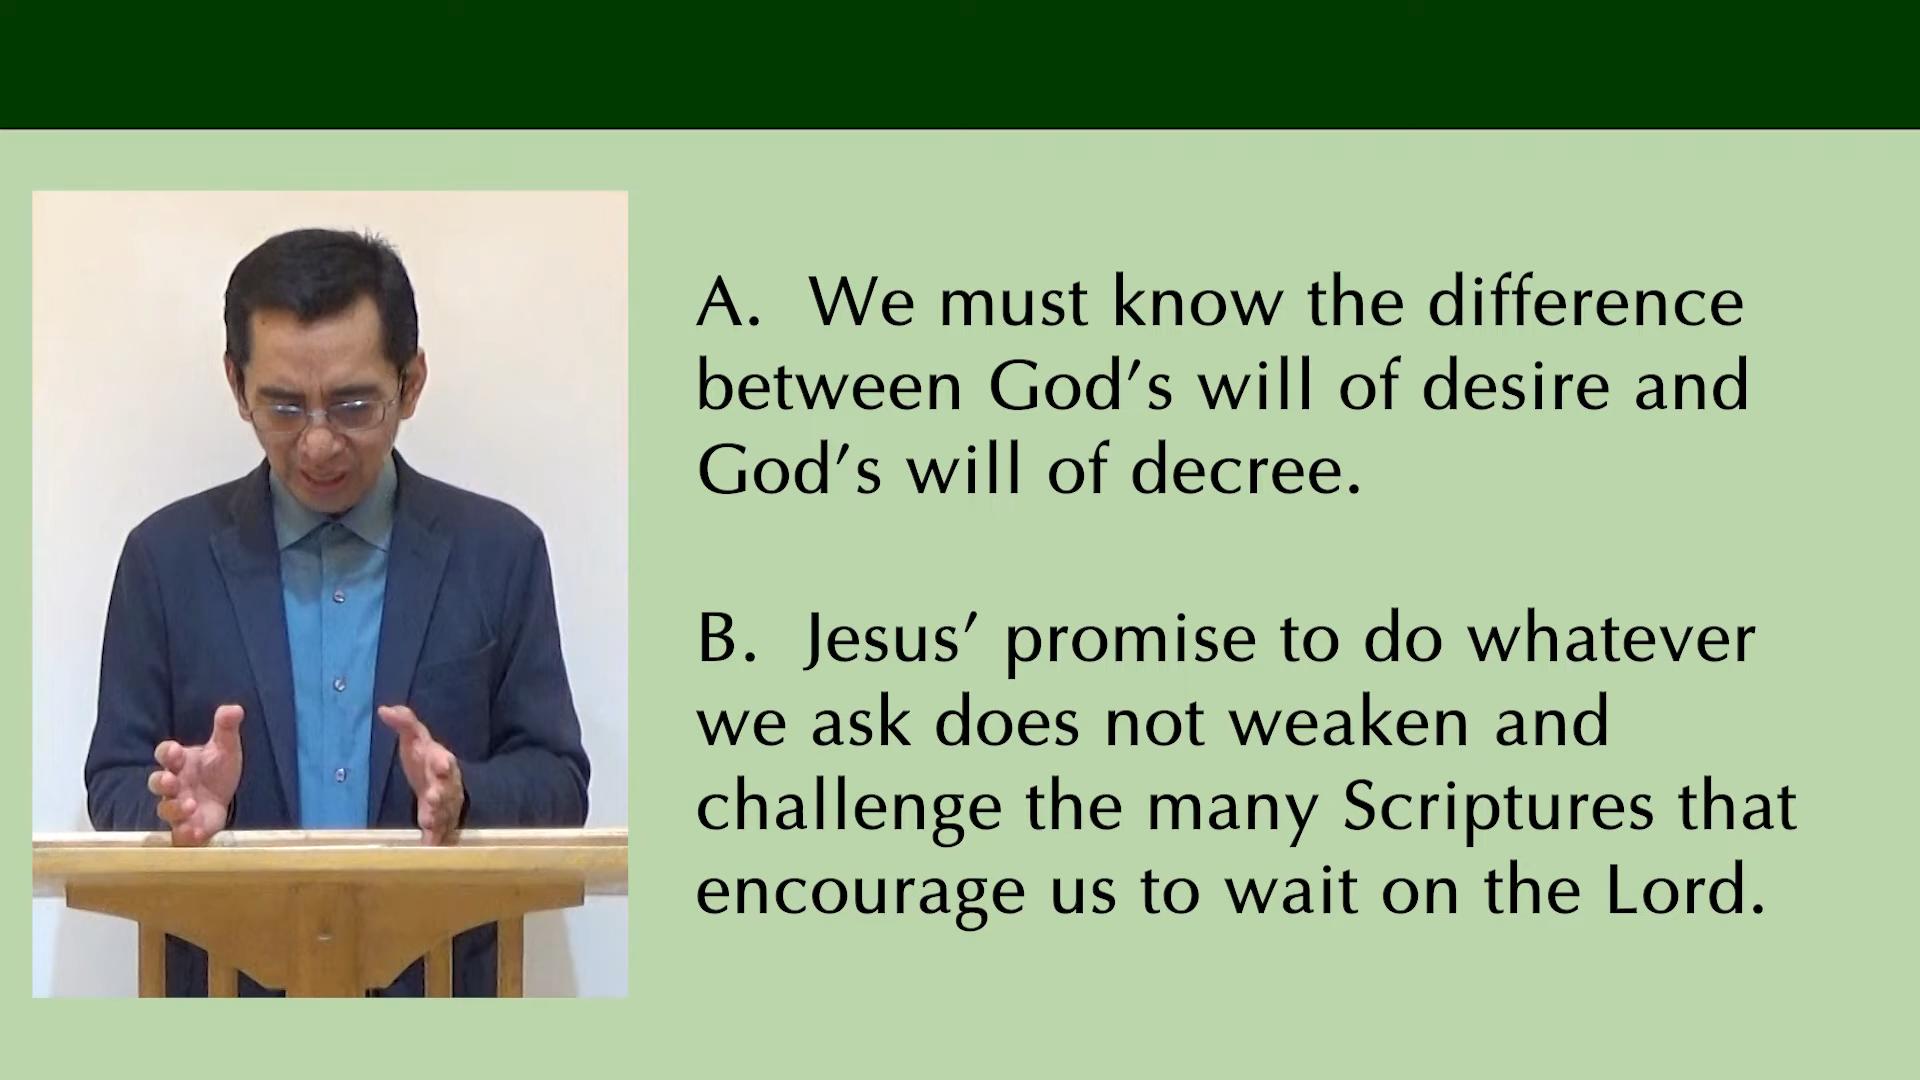 A. We must know the difference
between God’s will of desire and
God’s will of decree.
B. Jesus’ promise to do whatever
we ask does not weaken and
challenge the many Scriptures that
encourage us to wait on the Lord.